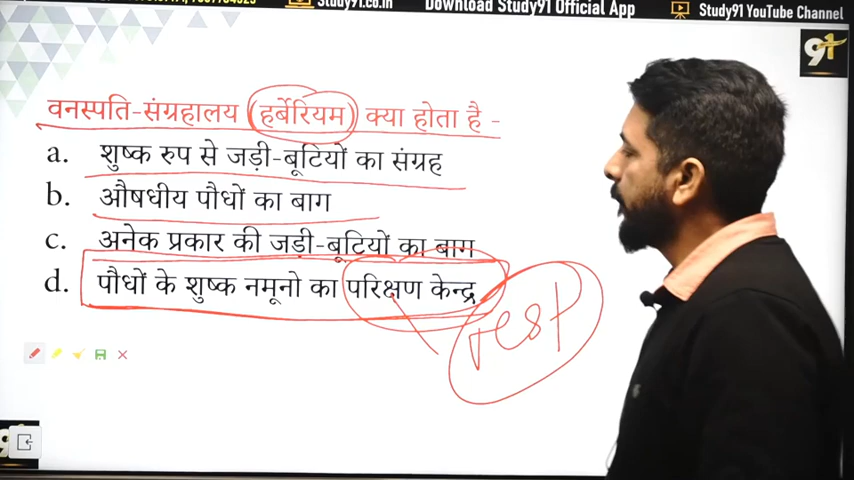 Study91.co.in
Download Study91 Official App
Study91 YouTube Channel
91
वनस्पति-संग्रहालय (हर्बेरियम) क्या होता है -
a. शुष्क रुप से जड़ी-बूटियों का संग्रह
b. औषधीय पौधों का बाग
c. अनेक प्रकार की जड़ी-बूटियों का बाग
d. पौधों के शुष्क नमूनो का परिक्षण केन्द्र